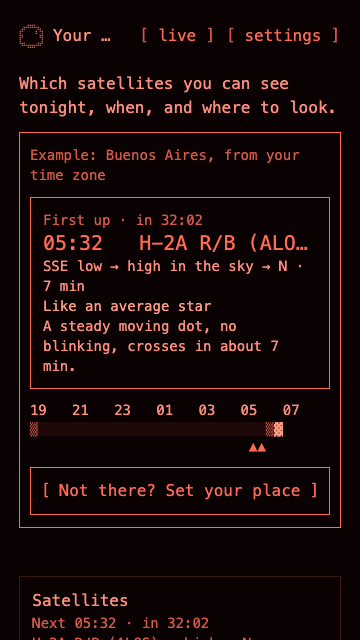 Your … [ live ] [ settings ]
Which satellites you can see
tonight, when, and where to look.
Example: Buenos Aires, from your
time zone
First up · in 32:02
05:32 H-2A R/B (ALO…
SSE low → high in the sky → N ·
7 min
Like an average star
A steady moving dot, no
blinking, crosses in about 7
min.
19 21 23 01 03 05 07
▲▲
[ Not there? Set your place ]
Satellites
Next 05:32 · in 32:02